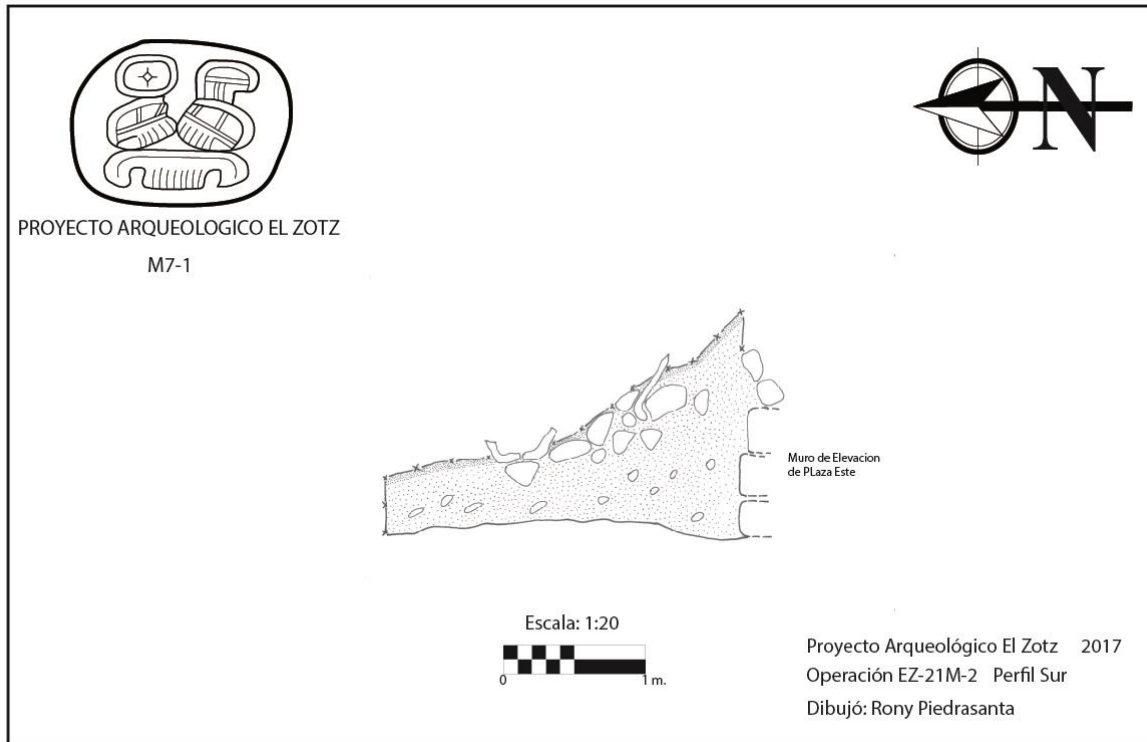 PROYECTO ARQUEOLOGICO EL ZOTZ
M7-1
N
Muro de Elevacion
de PLaza Este
Escala: 1:20
0 1 m.
Proyecto Arqueológico El Zotz 2017
Operación EZ-21M-2 Perfil Sur
Dibujó: Rony Piedrasanta